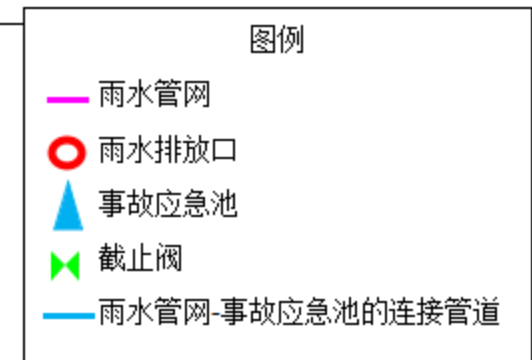 图例
雨水管网
雨水排放口
事故应急池
截止阀
雨水管网-事故应急池的连接管道